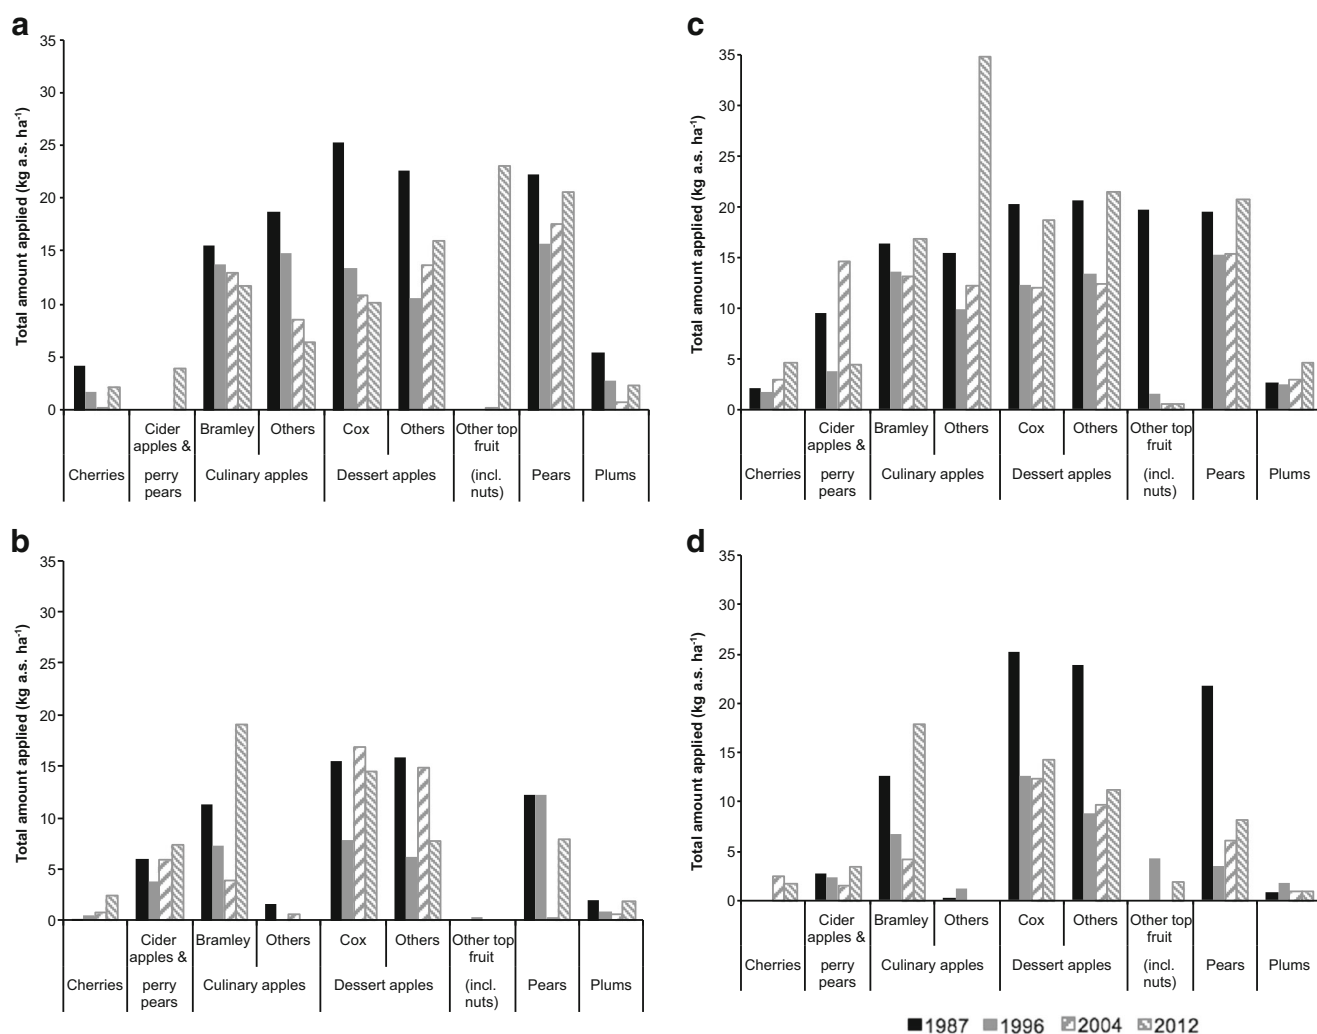 a
Total amount applied (kg a.s. ha-1)
35
30
25
20
15
10
5
0
Cherries
Cider
apples &
perry
pears
Bramley
Others
Culinary apples
Cox
Others
Dessert apples
Other top
fruit
(incl.
nuts)
Pears
Plums
c
Total amount applied (kg a.s. ha-1)
35
30
25
20
15
10
5
0
Cherries
Cider
apples &
perry
pears
Bramley
Others
Culinary apples
Cox
Others
Dessert apples
Other top
fruit
(incl.
nuts)
Pears
Plums
b
Total amount applied (kg a.s. ha-1)
35
30
25
20
15
10
5
0
Cherries
Cider
apples &
perry
pears
Bramley
Others
Culinary apples
Cox
Others
Dessert apples
Other top
fruit
(incl.
nuts)
Pears
Plums
d
Total amount applied (kg a.s. ha-1)
35
30
25
20
15
10
5
0
Cherries
Cider
apples &
perry
pears
Bramley
Others
Culinary apples
Cox
Others
Dessert apples
Other top
fruit
(incl.
nuts)
Pears
Plums
1987 1996 2004 2012